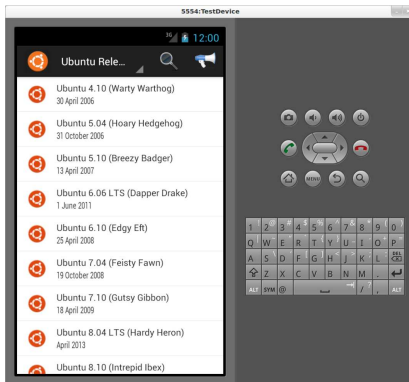 5554:TestDevice
3G 12:00
Ubuntu Rele...
Ubuntu 4.10 (Warty Warthog)
30 April 2006
Ubuntu 5.04 (Hoary Hedgehog)
31 October 2006
Ubuntu 5.10 (Breezy Badger)
13 April 2007
Ubuntu 6.06 LTS (Dapper Drake)
1 June 2011
Ubuntu 6.10 (Edgy Eft)
25 April 2008
Ubuntu 7.04 (Feisty Fawn)
19 October 2008
Ubuntu 7.10 (Gutsy Gibbon)
18 April 2009
Ubuntu 8.04 LTS (Hardy Heron)
April 2013
Ubuntu 8.10 (Intrepid Ibex)
MENU
1 2 3 4 5 6 7 8 9 0
Q W E R T Y U I O P
A S D F G H J K L DEL
Z X C V B N M .
ALT SYM @ / ? , ALT